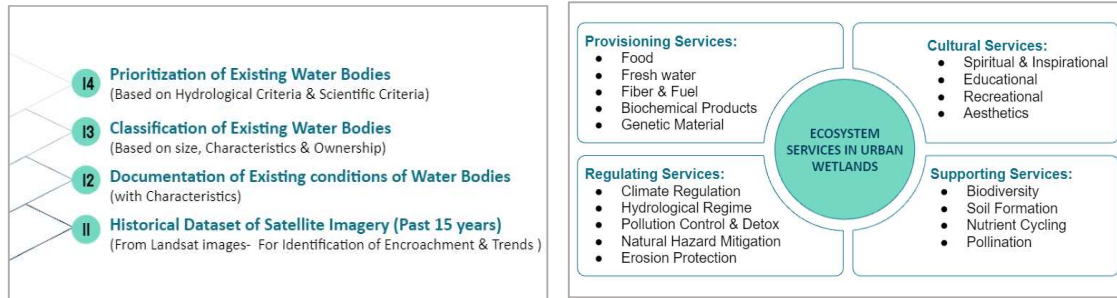 I4
Prioritization of Existing Water Bodies
(Based on Hydrological Criteria & Scientific Criteria)
I3
Classification of Existing Water Bodies
(Based on size, Characteristics & Ownership)
I2
Documentation of Existing conditions of Water Bodies
(with Characteristics)
I1
Historical Dataset of Satellite Imagery (Past 15 years)
(From Landsat images- For Identification of Encroachment & Trends )
Provisioning Services:
● Food
● Fresh water
● Fiber & Fuel
● Biochemical Products
● Genetic Material
Cultural Services:
● Spiritual & Inspirational
● Educational
● Recreational
● Aesthetics
ECOSYSTEM
SERVICES IN URBAN
WETLANDS
Regulating Services:
● Climate Regulation
● Hydrological Regime
● Pollution Control & Detox
● Natural Hazard Mitigation
● Erosion Protection
Supporting Services:
● Biodiversity
● Soil Formation
● Nutrient Cycling
● Pollination